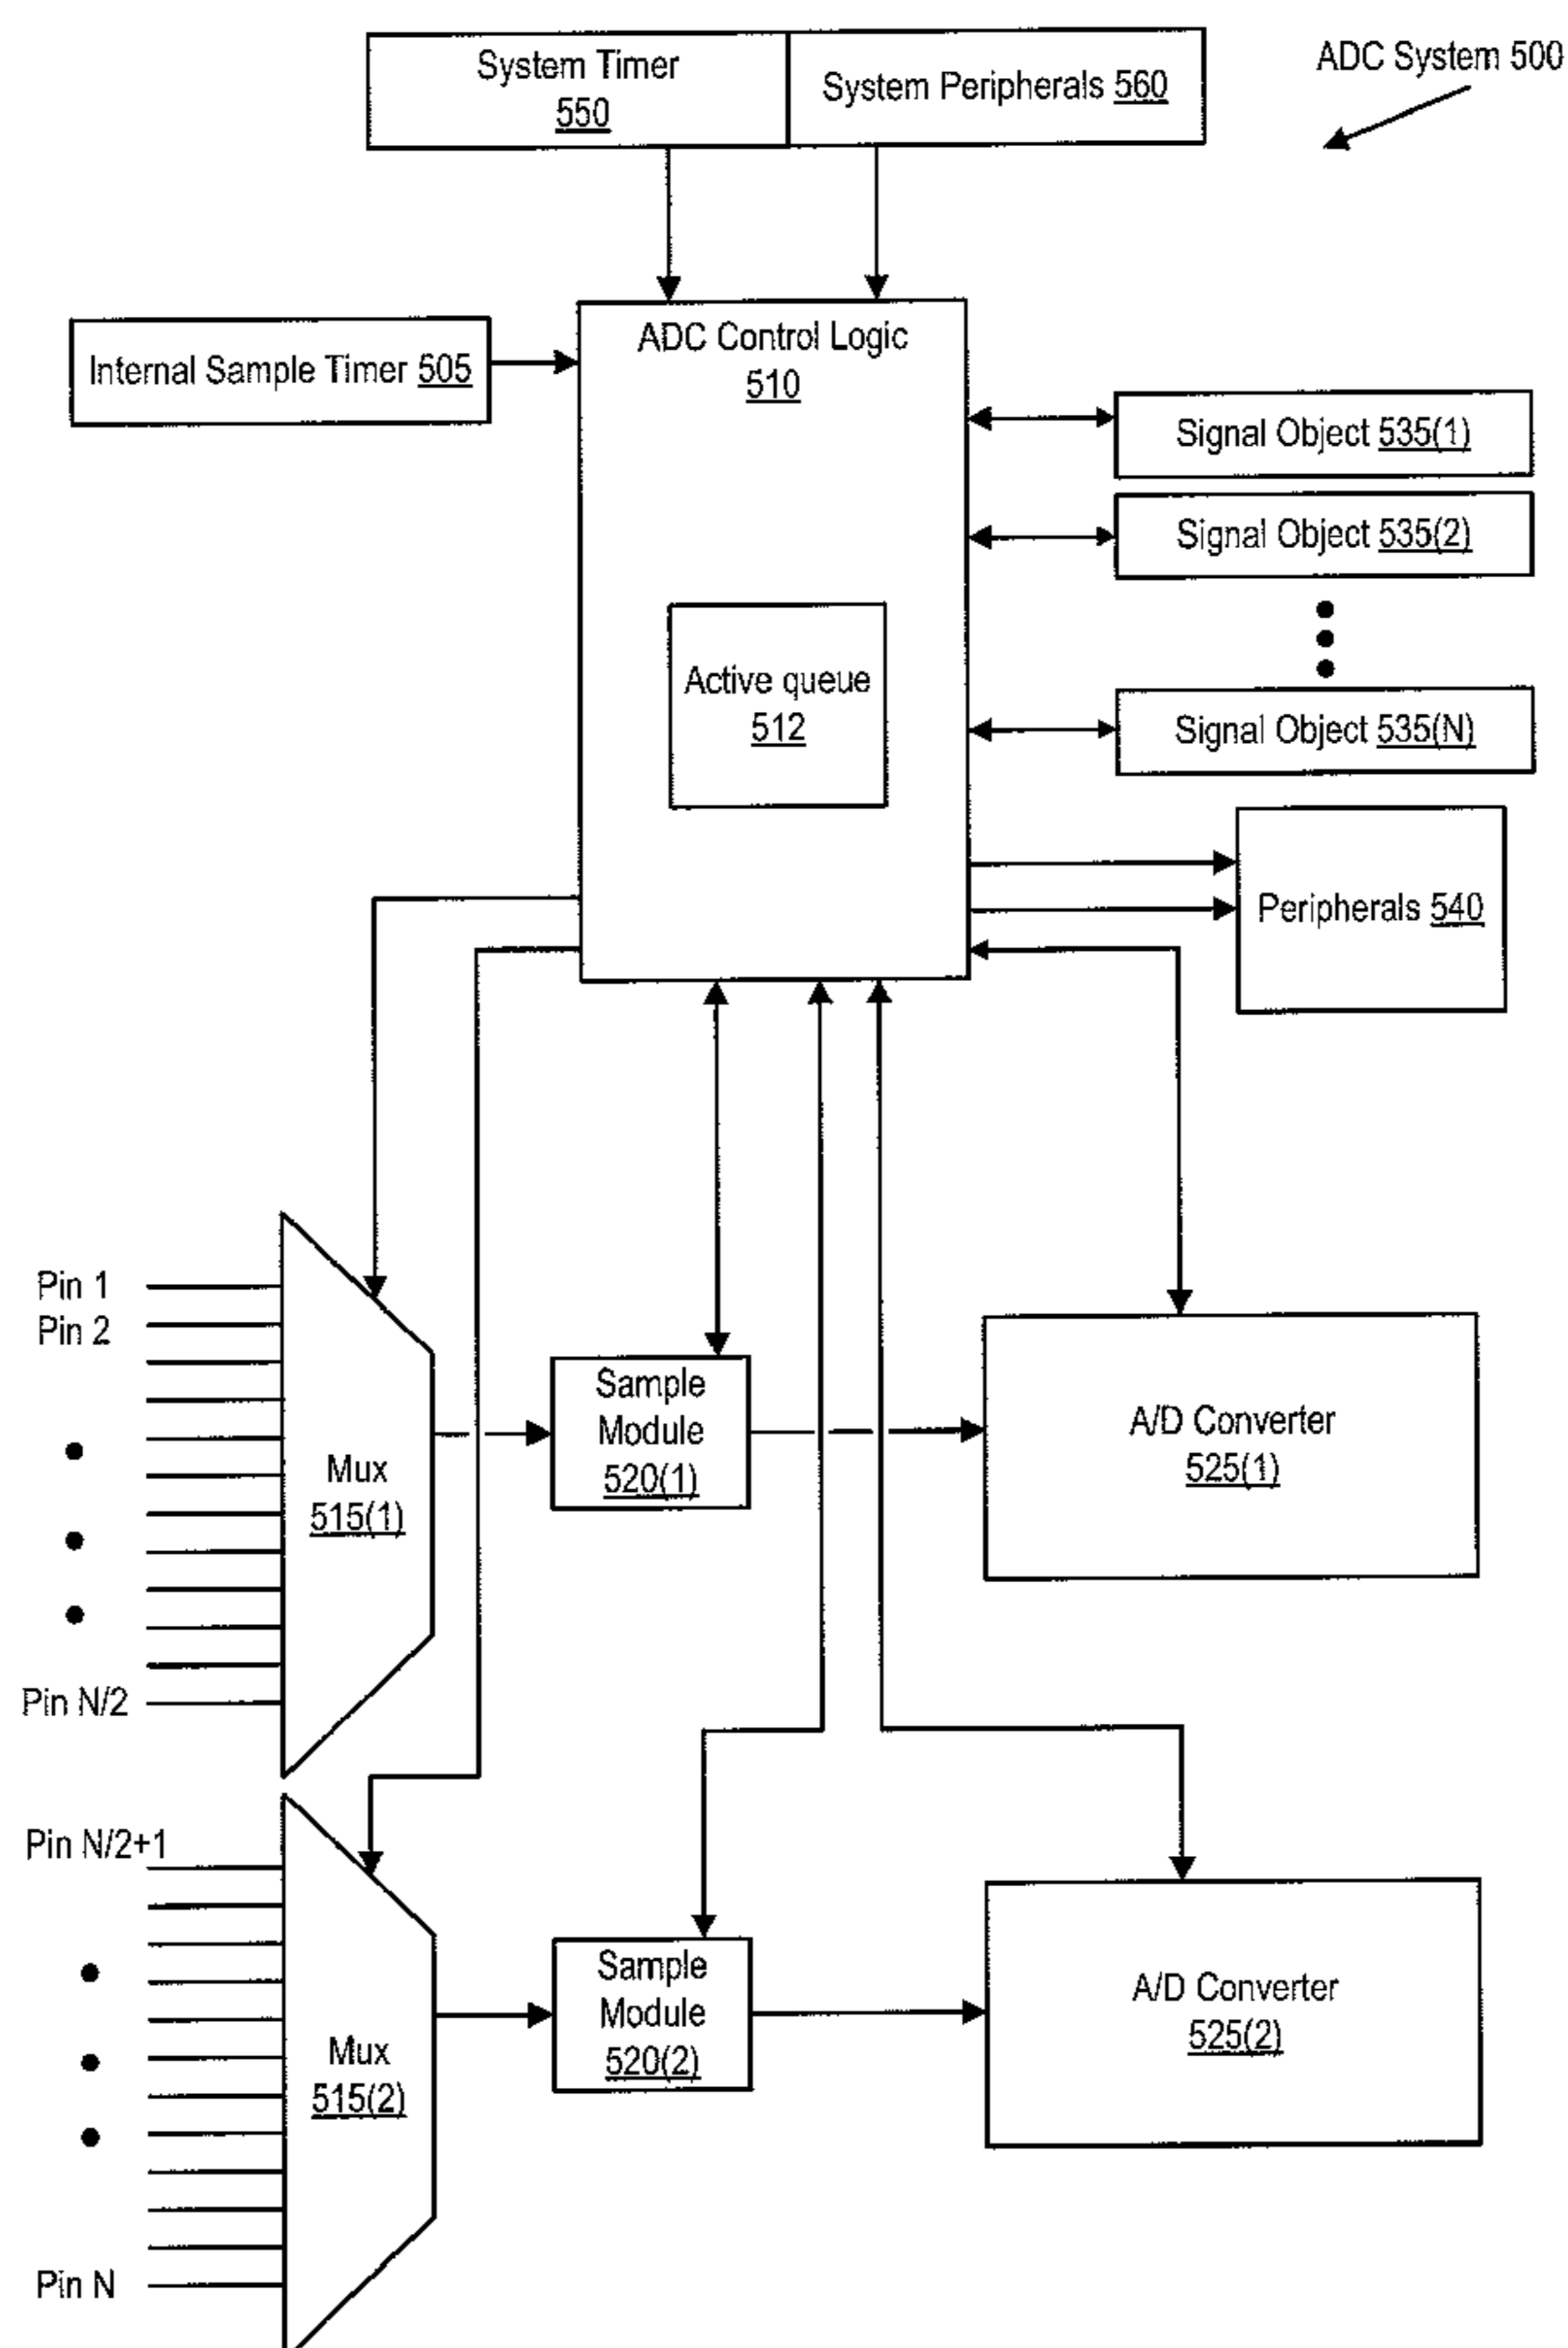 System Timer
550
System Peripherals 560
ADC System 500
Internal Sample Timer 505
ADC Control Logic
510
Signal Object 535(1)
Signal Object 535(2)
Active queue
512
Signal Object 535(N)
Peripherals 540
Pin 1
Pin 2
Pin N/2
Mux
515(1)
Sample
Module
520(1)
A/D Converter
525(1)
Pin N/2+1
Pin N
Mux
515(2)
Sample
Module
520(2)
A/D Converter
525(2)